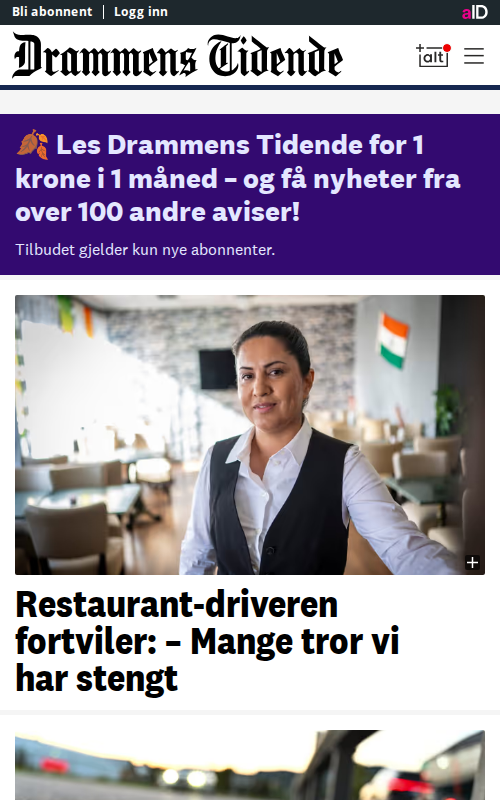 Bli abonnent | Logg inn
aID
Drammens Tidende
+alt
🍂 Les Drammens Tidende for 1
krone i 1 måned – og få nyheter fra
over 100 andre aviser!
Tilbudet gjelder kun nye abonnenter.
Restaurant-driveren
fortviler: – Mange tror vi
har stengt